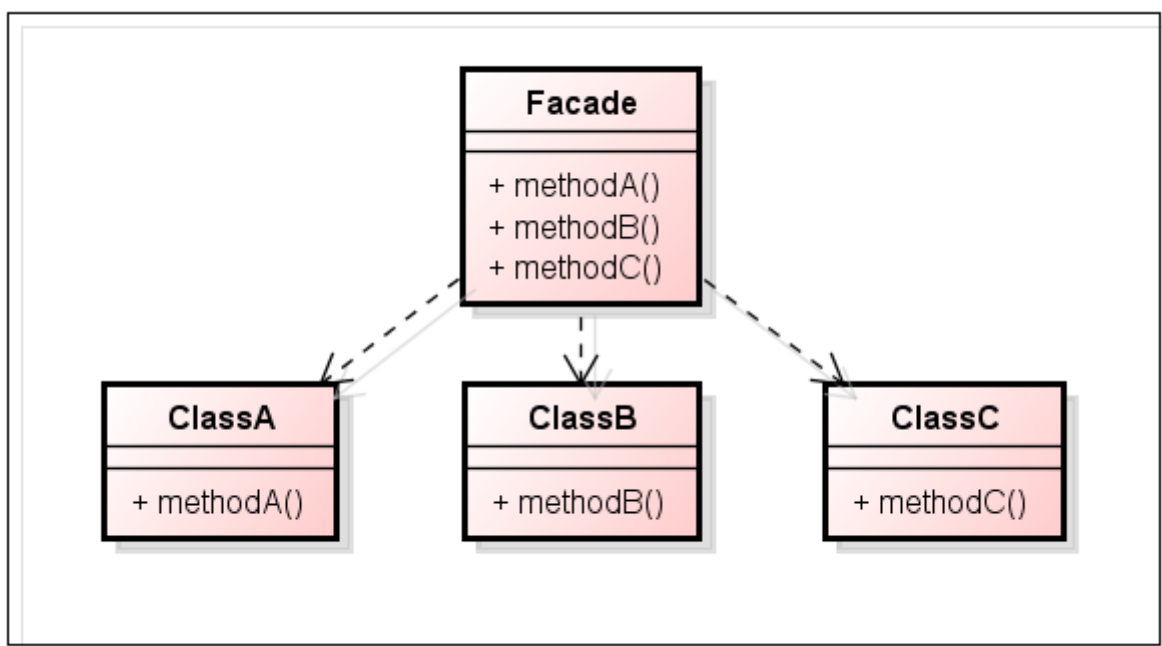 Facade
+ methodA()
+ methodB()
+ methodC()
ClassA
+ methodA()
ClassB
+ methodB()
ClassC
+ methodC()